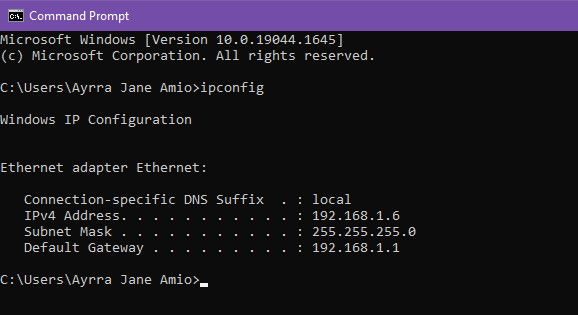 Command Prompt
Microsoft Windows [Version 10.0.19044.1645]
(c) Microsoft Corporation. All rights reserved.
C:\Users\Ayrra Jane Amio>ipconfig
Windows IP Configuration
Ethernet adapter Ethernet:
   Connection-specific DNS Suffix  . : local
   IPv4 Address. . . . . . . . . . . : 192.168.1.6
   Subnet Mask . . . . . . . . . . . : 255.255.255.0
   Default Gateway . . . . . . . . . : 192.168.1.1
C:\Users\Ayrra Jane Amio>